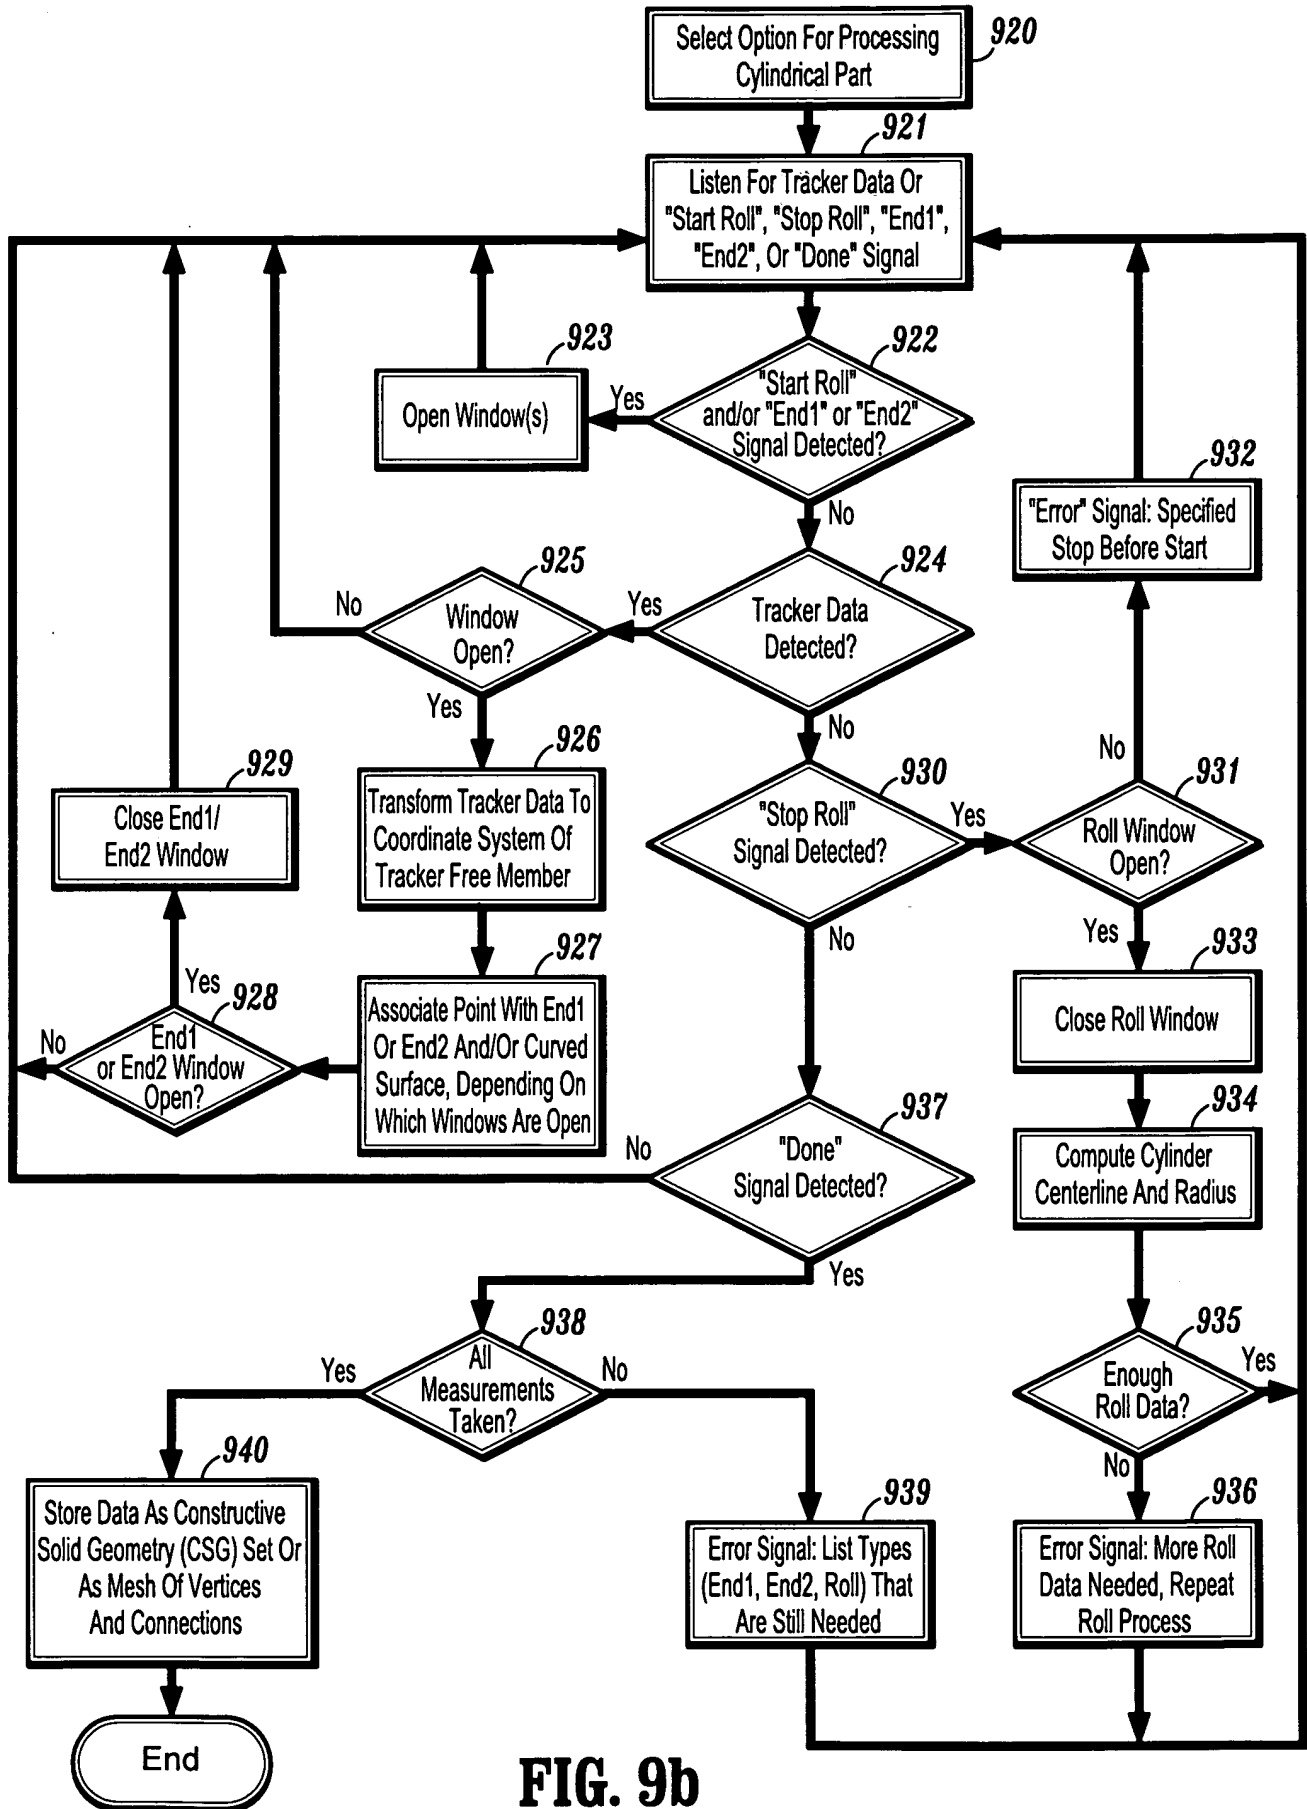 Select Option For Processing
Cylindrical Part
920
921
Listen For Tracker Data Or
"Start Roll", "Stop Roll", "End1",
"End2", Or "Done" Signal
922
"Start Roll"
and/or "End1" or "End2"
Signal Detected?
Yes
No
923
Open Window(s)
924
Tracker Data
Detected?
Yes
No
925
Window
Open?
No
Yes
926
Transform Tracker Data To
Coordinate System Of
Tracker Free Member
927
Associate Point With End1
Or End2 And/Or Curved
Surface, Depending On
Which Windows Are Open
928
End1
or End2 Window
Open?
No
Yes
929
Close End1/
End2 Window
930
"Stop Roll"
Signal Detected?
Yes
No
931
Roll Window
Open?
No
Yes
932
"Error" Signal: Specified
Stop Before Start
933
Close Roll Window
934
Compute Cylinder
Centerline And Radius
935
Enough
Roll Data?
Yes
No
936
Error Signal: More Roll
Data Needed, Repeat
Roll Process
937
"Done"
Signal Detected?
No
Yes
938
All
Measurements
Taken?
Yes
No
939
Error Signal: List Types
(End1, End2, Roll) That
Are Still Needed
940
Store Data As Constructive
Solid Geometry (CSG) Set Or
As Mesh Of Vertices
And Connections
End
FIG. 9b